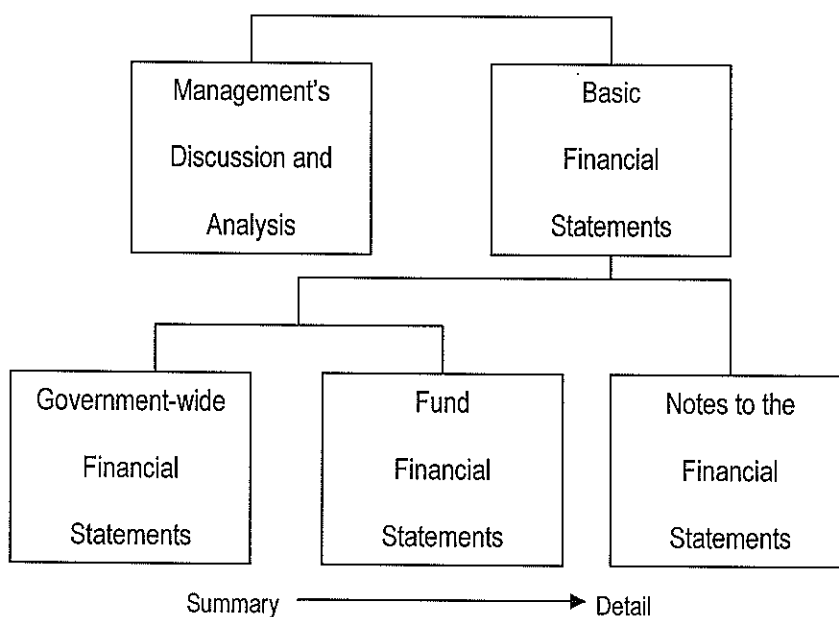 Management's
Discussion and
Analysis
Basic
Financial
Statements
Government-wide
Financial
Statements
Fund
Financial
Statements
Notes to the
Financial
Statements
Summary
Detail